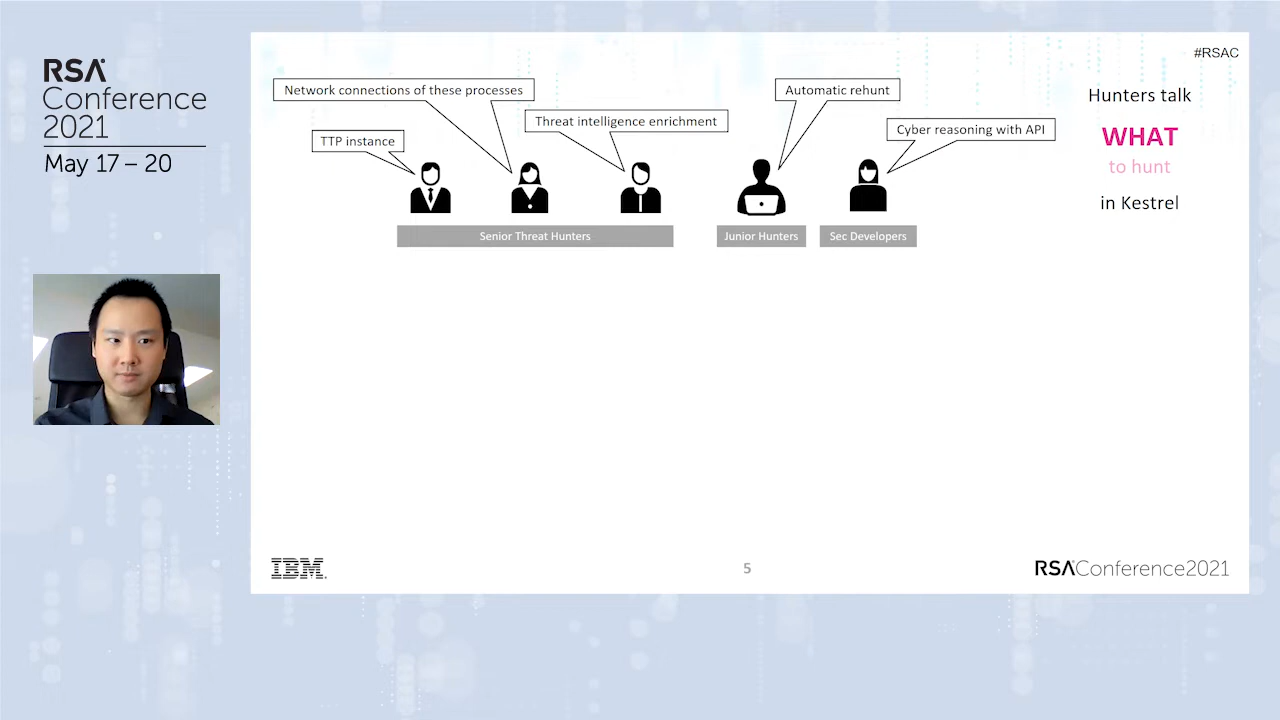 RSA
Conference
2021
May 17 – 20
#RSAC
Network connections of these processes
Threat intelligence enrichment
TTP instance
Automatic rehunt
Cyber reasoning with API
Senior Threat Hunters
Junior Hunters
Sec Developers
Hunters talk
WHAT
to hunt
in Kestrel
IBM
5
RSA Conference2021